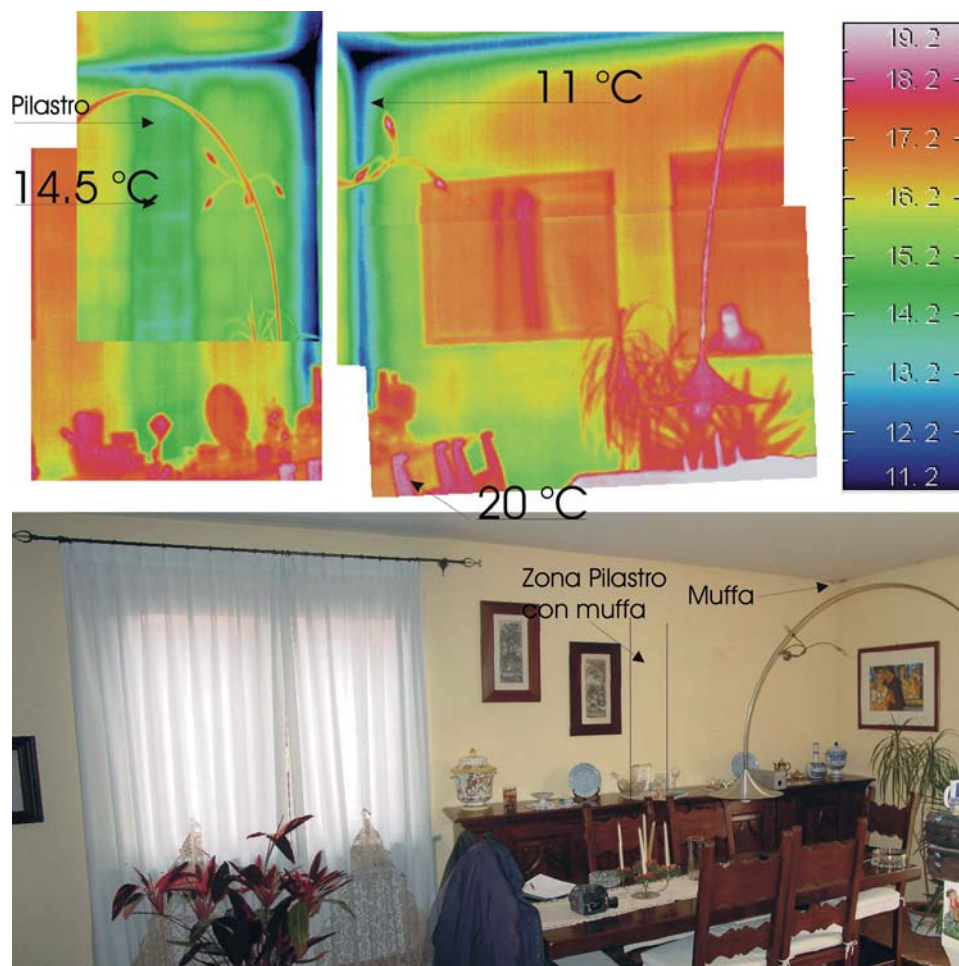 Pilastro
14.5 °C
11 °C
20 °C
19. 2
18. 2
17. 2
16. 2
15. 2
14. 2
13. 2
12. 2
11. 2
Zona Pilastro
con muffa
Muffa